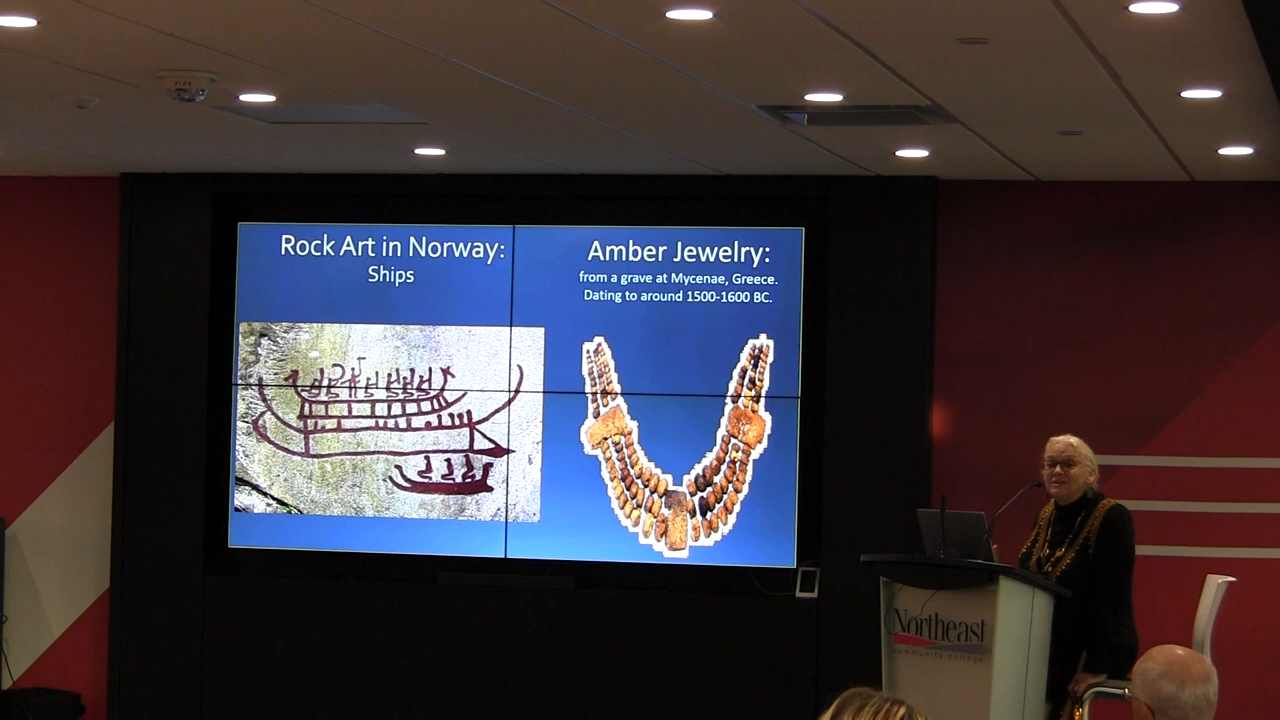 FIRE
Rock Art in Norway:
Ships
Amber Jewelry:
from a grave at Mycenae, Greece.
Dating to around 1500-1600 BC.
Northeast
community college